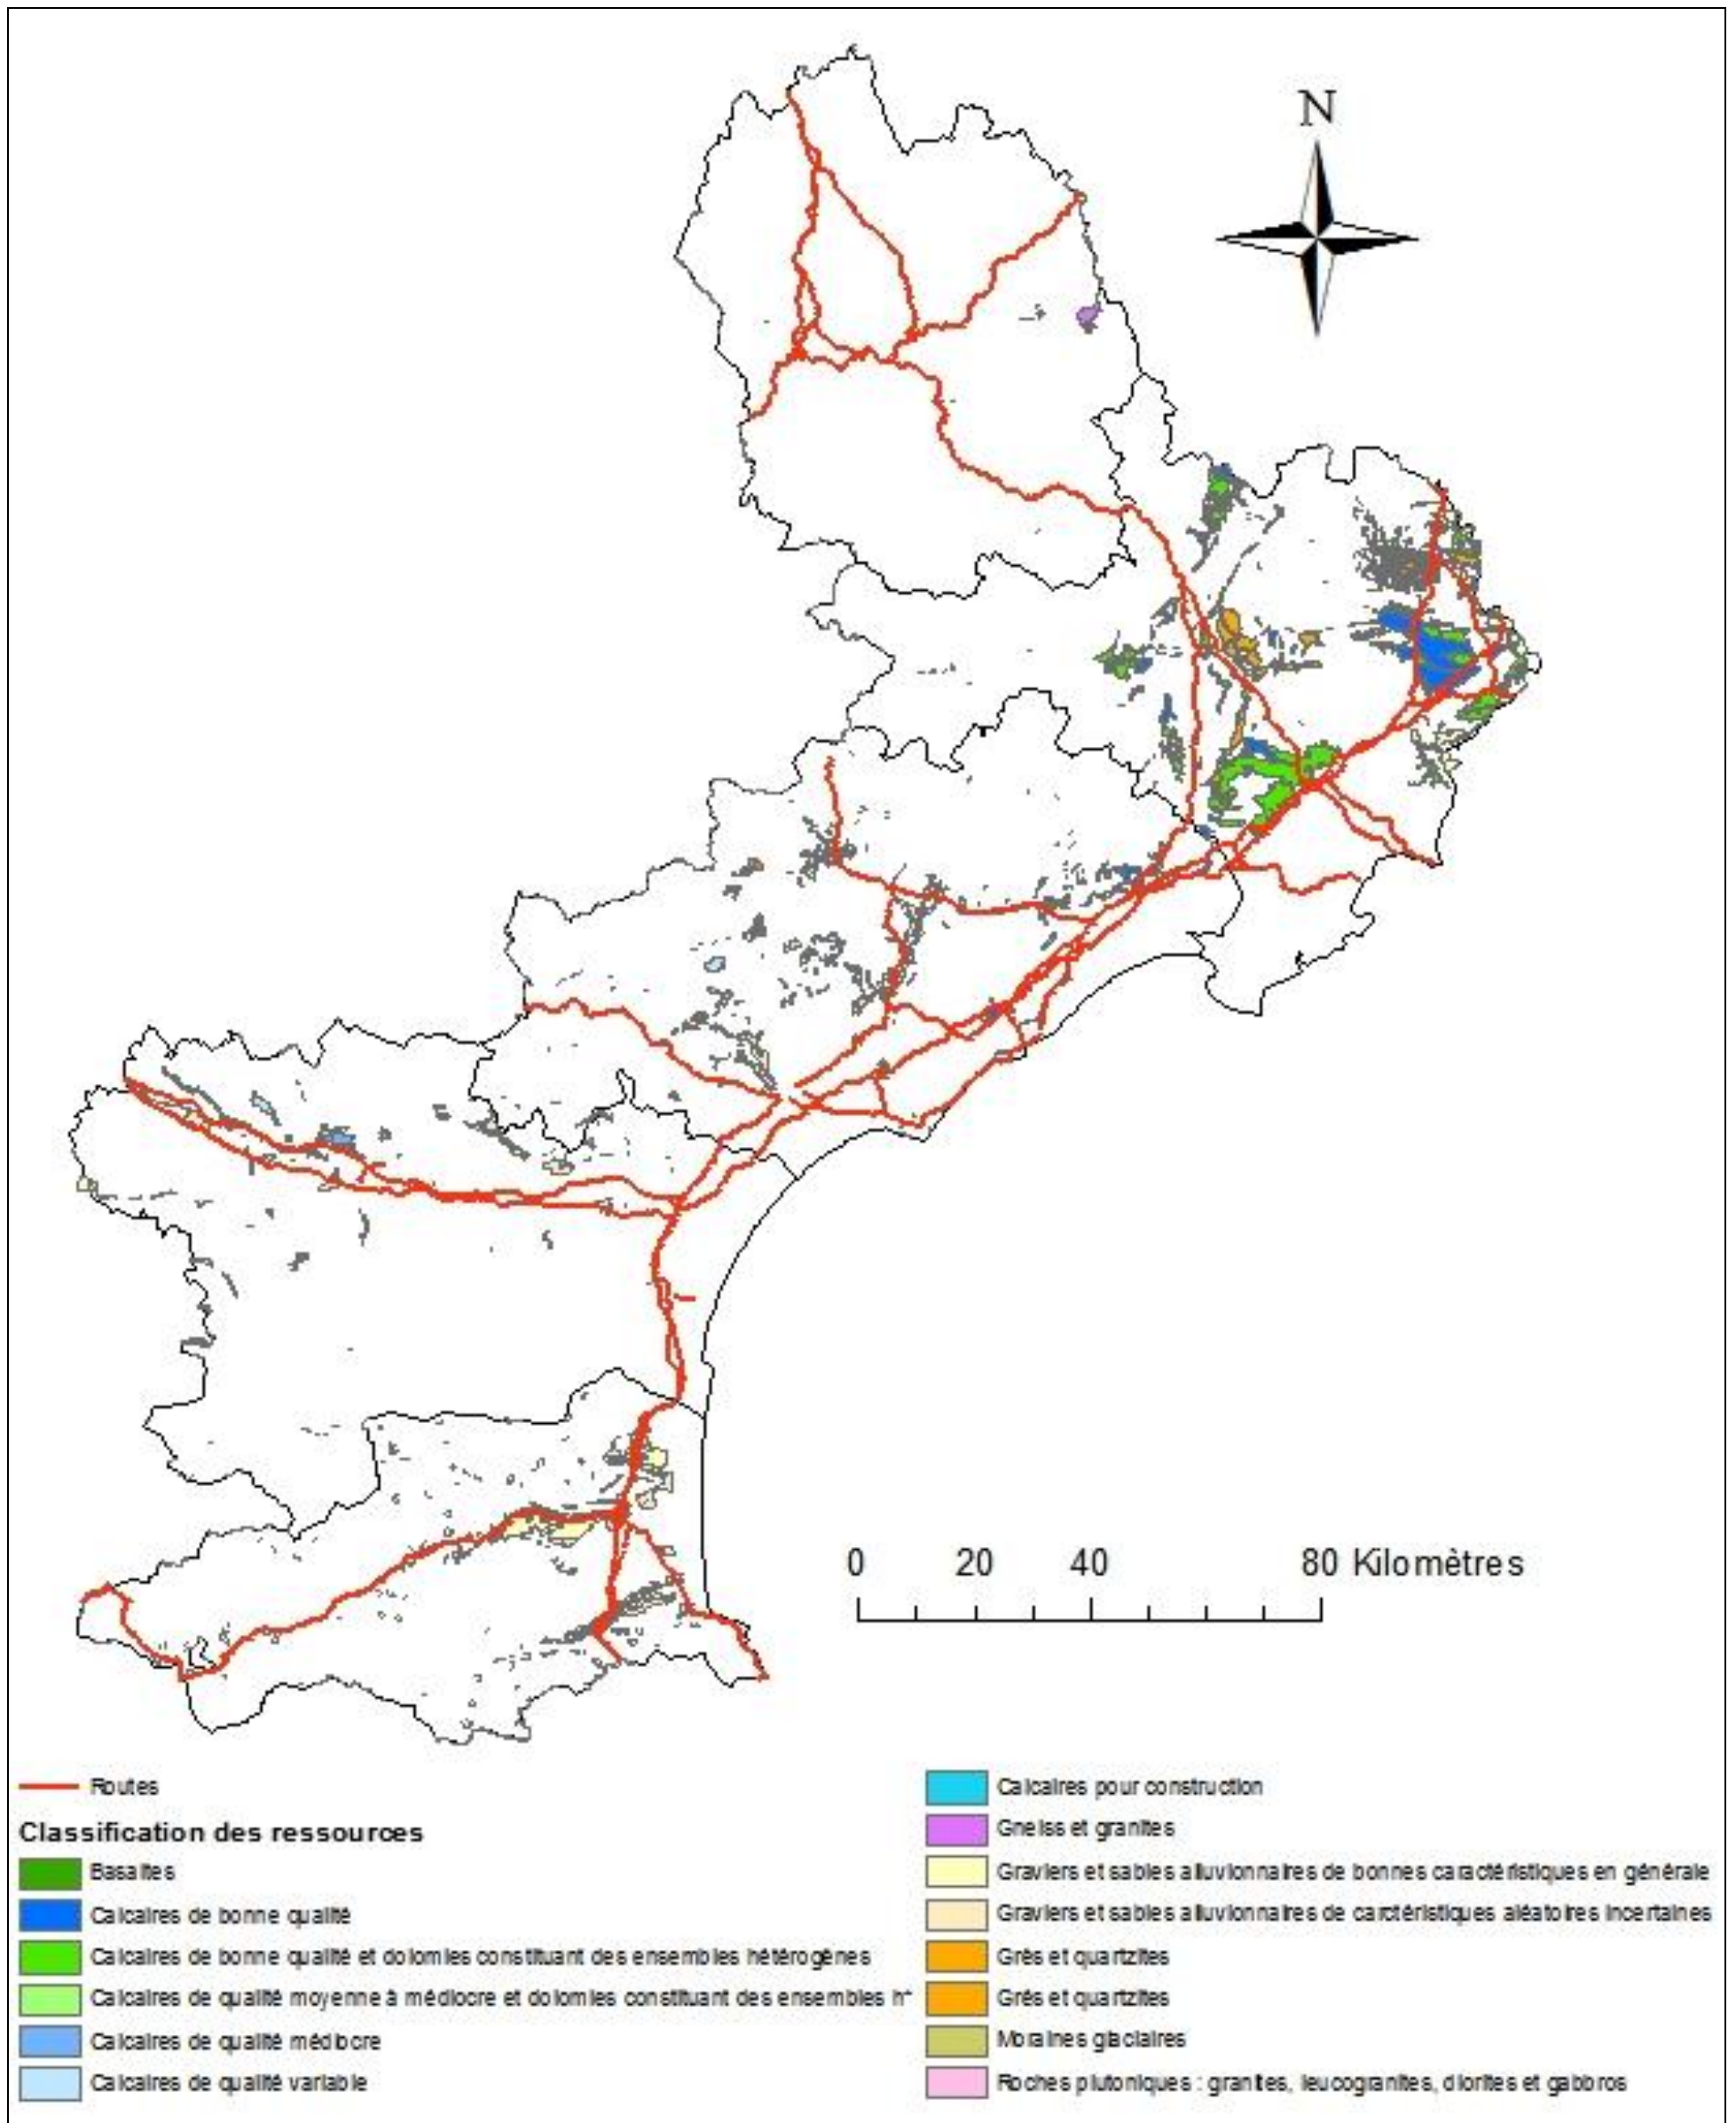 N
0 20 40 80 Kilomètres
Routes
Classification des ressources
Basaltes
Calcaires de bonne qualité
Calcaires de bonne qualité et dolomies constituant des ensembles hétérogènes
Calcaires de qualité moyenne à médiocre et dolomies constituant des ensembles h*
Calcaires de qualité médiocre
Calcaires de qualité variable
Calcaires pour construction
Gneiss et granites
Graviers et sables alluvionnaires de bonnes caractéristiques en générale
Graviers et sables alluvionnaires de carctéristiques aléatoires incertaines
Grès et quartzites
Grés et quartzites
Moraines glaciaires
Roches plutoniques : granites, leucogranites, diorites et gabbros